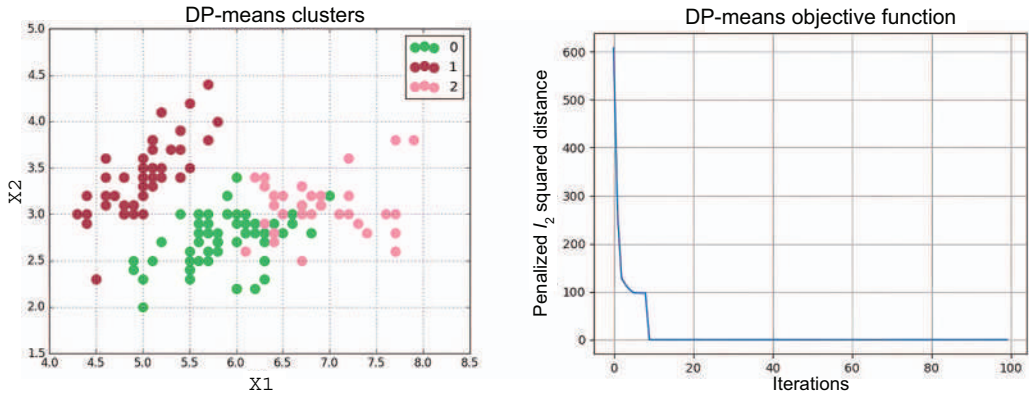 DP-means clusters
5.0
4.5
4.0
3.5
3.0
2.5
2.0
1.5
X2
0
1
2
4.0 4.5 5.0 5.5 6.0 6.5 7.0 7.5 8.0 8.5
X1
DP-means objective function
600
500
400
300
200
100
0
Penalized l2 squared distance
0 20 40 60 80 100
Iterations